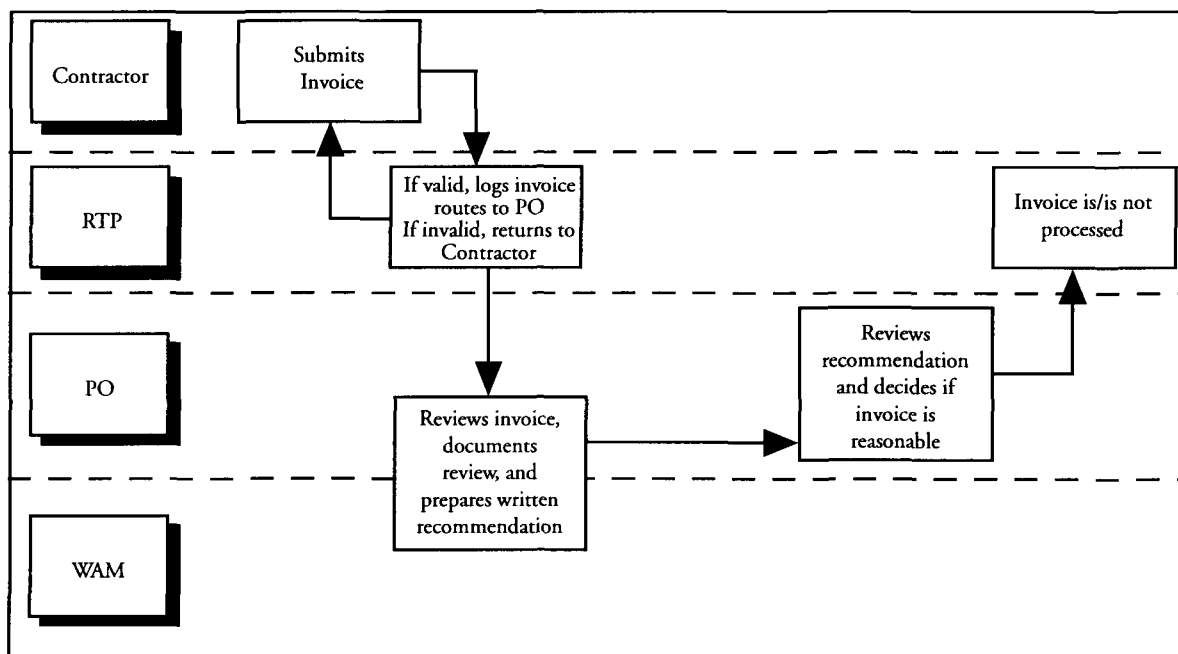 Contractor
Submits
Invoice
RTP
If valid, logs invoice
routes to PO
If invalid, returns to
Contractor
Invoice is/is not
processed
PO
Reviews invoice,
documents
review, and
prepares written
recommendation
Reviews
recommendation
and decides if
invoice is
reasonable
WAM